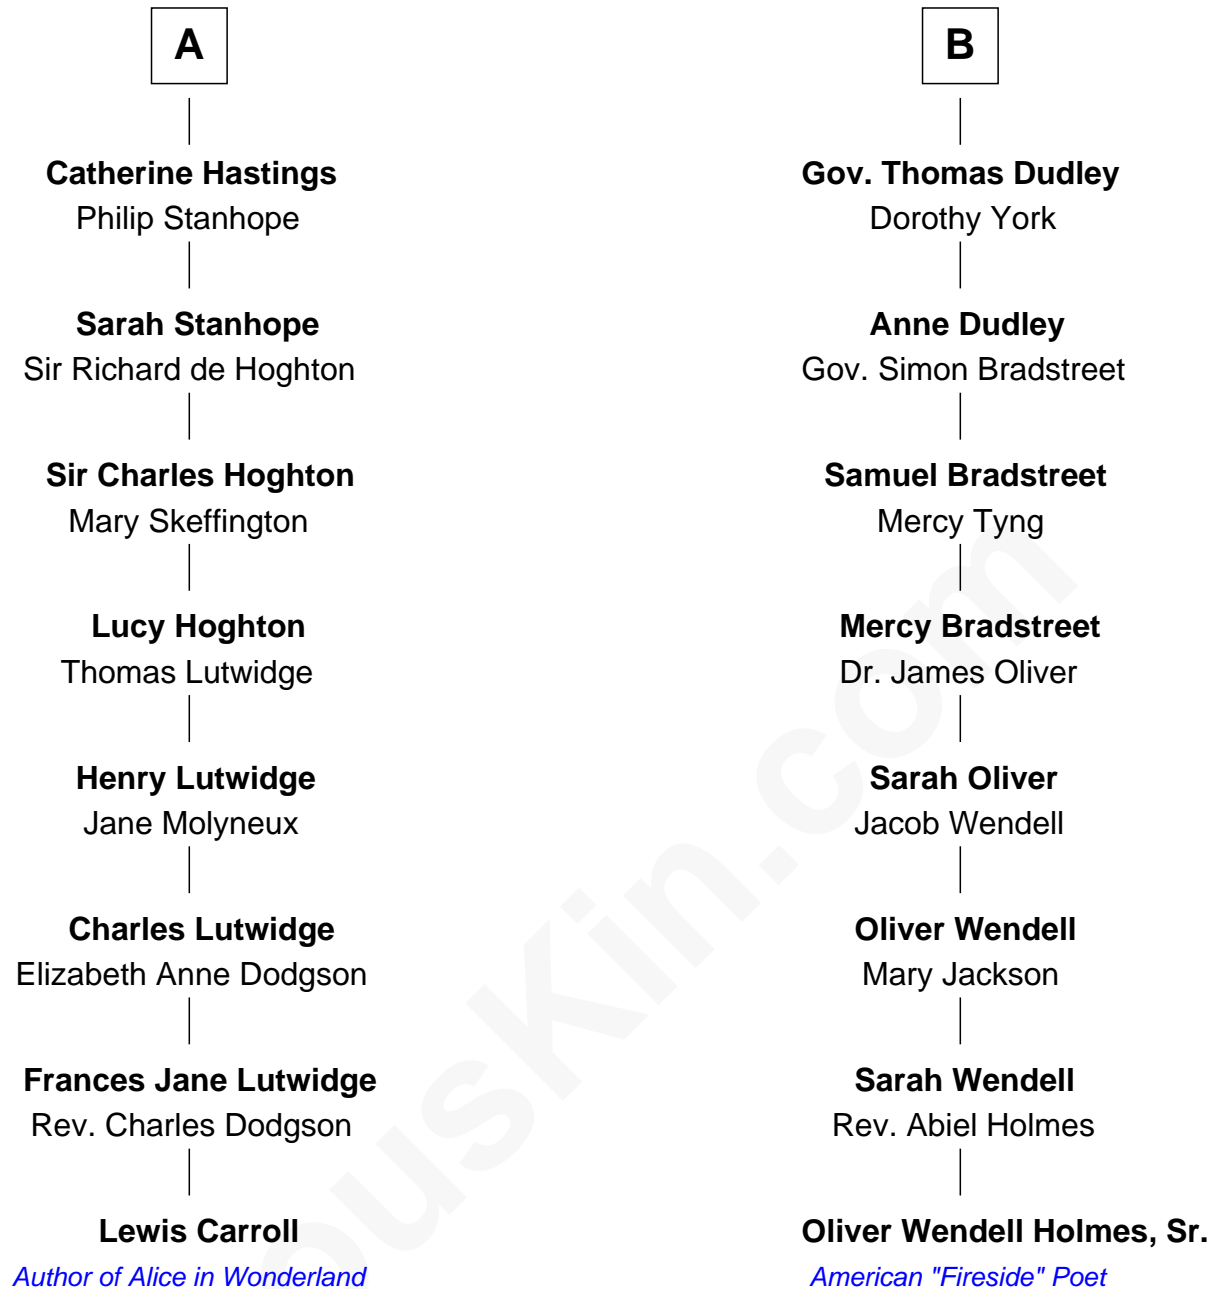 A
Catherine Hastings
Philip Stanhope
Sarah Stanhope
Sir Richard de Hoghton
Sir Charles Hoghton
Mary Skeffington
Lucy Hoghton
Thomas Lutwidge
Henry Lutwidge
Jane Molyneux
Charles Lutwidge
Elizabeth Anne Dodgson
Frances Jane Lutwidge
Rev. Charles Dodgson
Lewis Carroll
Author of Alice in Wonderland
B
Gov. Thomas Dudley
Dorothy York
Anne Dudley
Gov. Simon Bradstreet
Samuel Bradstreet
Mercy Tyng
Mercy Bradstreet
Dr. James Oliver
Sarah Oliver
Jacob Wendell
Oliver Wendell
Mary Jackson
Sarah Wendell
Rev. Abiel Holmes
Oliver Wendell Holmes, Sr.
American "Fireside" Poet
ousKin.com